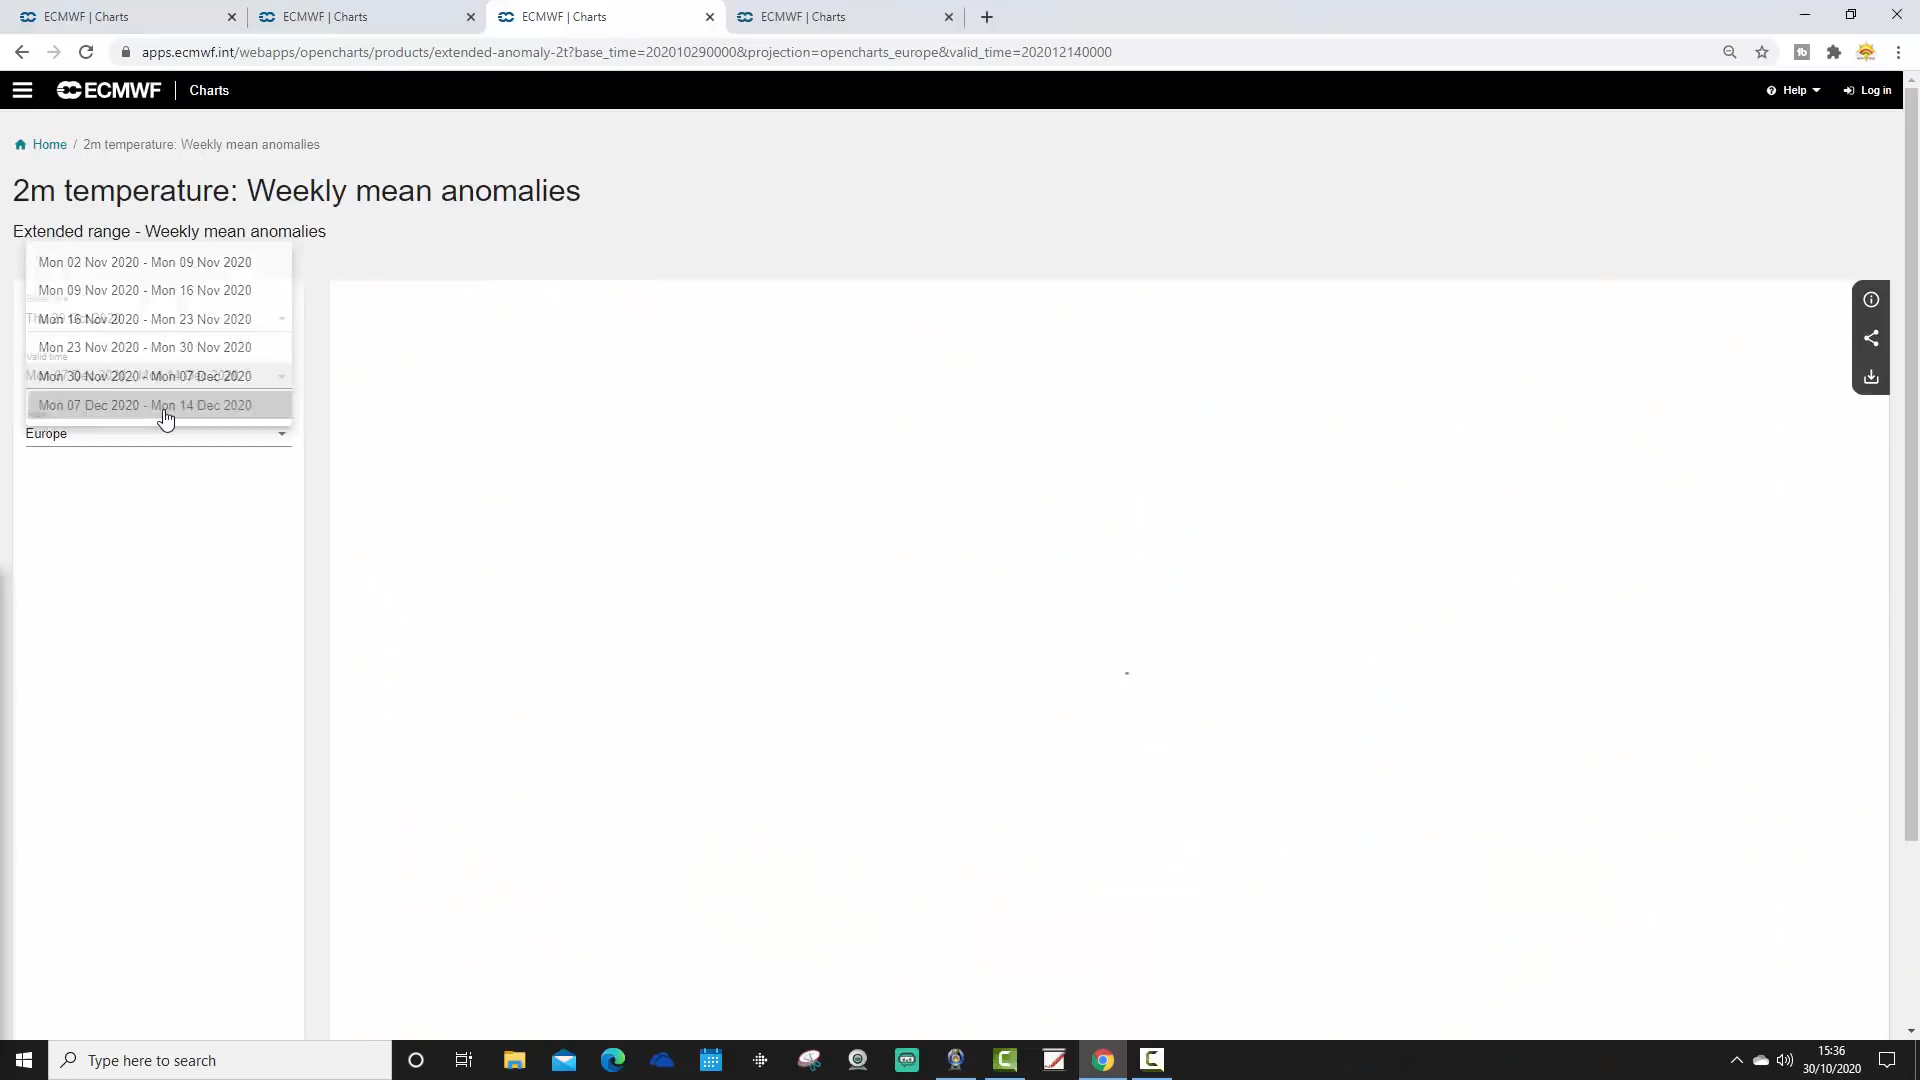 ECMWF | Charts
ECMWF | Charts
ECMWF | Charts
ECMWF | Charts
apps.ecmwf.int/webapps/opencharts/products/extended-anomaly-2t?base_time=202010290000&projection=opencharts_europe&valid_time=202012140000
ECMWF
Charts
Help
Log in
Home / 2m temperature: Weekly mean anomalies
2m temperature: Weekly mean anomalies
Extended range - Weekly mean anomalies
Mon 02 Nov 2020 - Mon 09 Nov 2020
Mon 09 Nov 2020 - Mon 16 Nov 2020
Mon 16 Nov 2020 - Mon 23 Nov 2020
Mon 23 Nov 2020 - Mon 30 Nov 2020
Valid time
Mon 30 Nov 2020 - Mon 07 Dec 2020
Mon 07 Dec 2020 - Mon 14 Dec 2020
Europe
Type here to search
15:36
30/10/2020